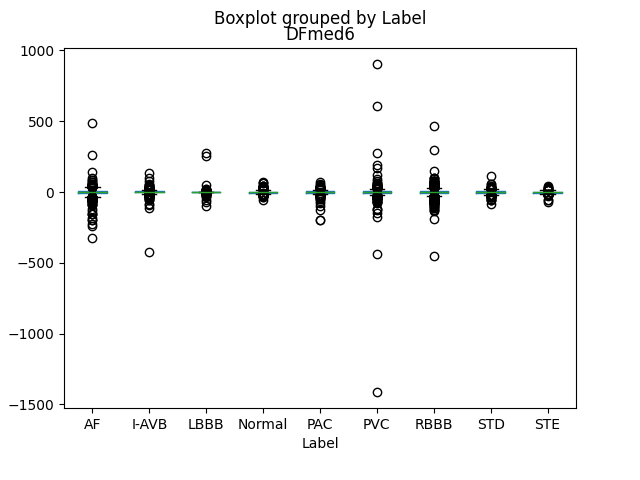 Boxplot grouped by Label
DFmed6
1000
500
0
−500
−1000
−1500
AF I-AVB LBBB Normal PAC PVC RBBB STD STE
Label